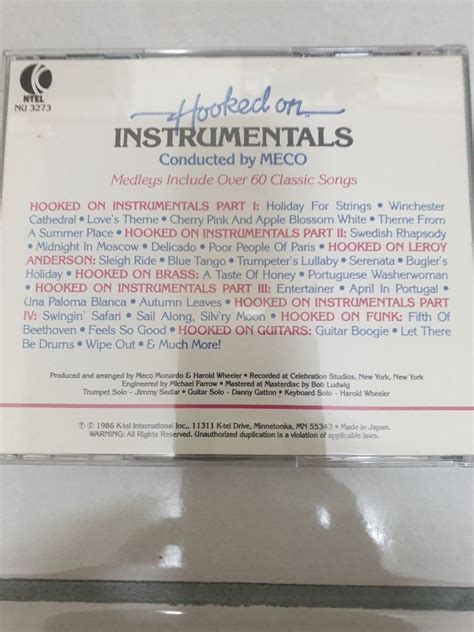 K-TEL
NU 3273
Hooked on
INSTRUMENTALS
Conducted by MECO
Medleys Include Over 60 Classic Songs
HOOKED ON INSTRUMENTALS PART I: Holiday For Strings • Winchester
Cathedral • Love's Theme • Cherry Pink And Apple Blossom White • Theme From
A Summer Place • HOOKED ON INSTRUMENTALS PART II: Swedish Rhapsody
• Midnight In Moscow • Delicado • Poor People Of Paris • HOOKED ON LEROY
ANDERSON: Sleigh Ride • Blue Tango • Trumpeter's Lullaby • Serenata • Bugler's
Holiday • HOOKED ON BRASS: A Taste Of Honey • Portuguese Washerwoman
• HOOKED ON INSTRUMENTALS PART III: Entertainer • April In Portugal •
Una Paloma Blanca • Autumn Leaves • HOOKED ON INSTRUMENTALS PART
IV: Swingin' Safari • Sail Along, Silv'ry Moon • HOOKED ON FUNK: Fifth Of
Beethoven • Feels So Good • HOOKED ON GUITARS: Guitar Boogie • Let There
Be Drums • Wipe Out • & Much More!
Produced and arranged by Meco Monardo & Harold Wheeler • Recorded at Celebration Studios, New York, New York
Engineered by Michael Farrow • Mastered at Masterdisc by Bob Ludwig
Trumpet Solo - Jimmy Sedlar • Guitar Solo - Danny Gatton • Keyboard Solo - Harold Wheeler
℗ © 1986 K-tel International Inc., 11311 K-tel Drive, Minnetonka, MN 55343 • Made in Japan.
WARNING: All Rights Reserved. Unauthorized duplication is a violation of applicable laws.